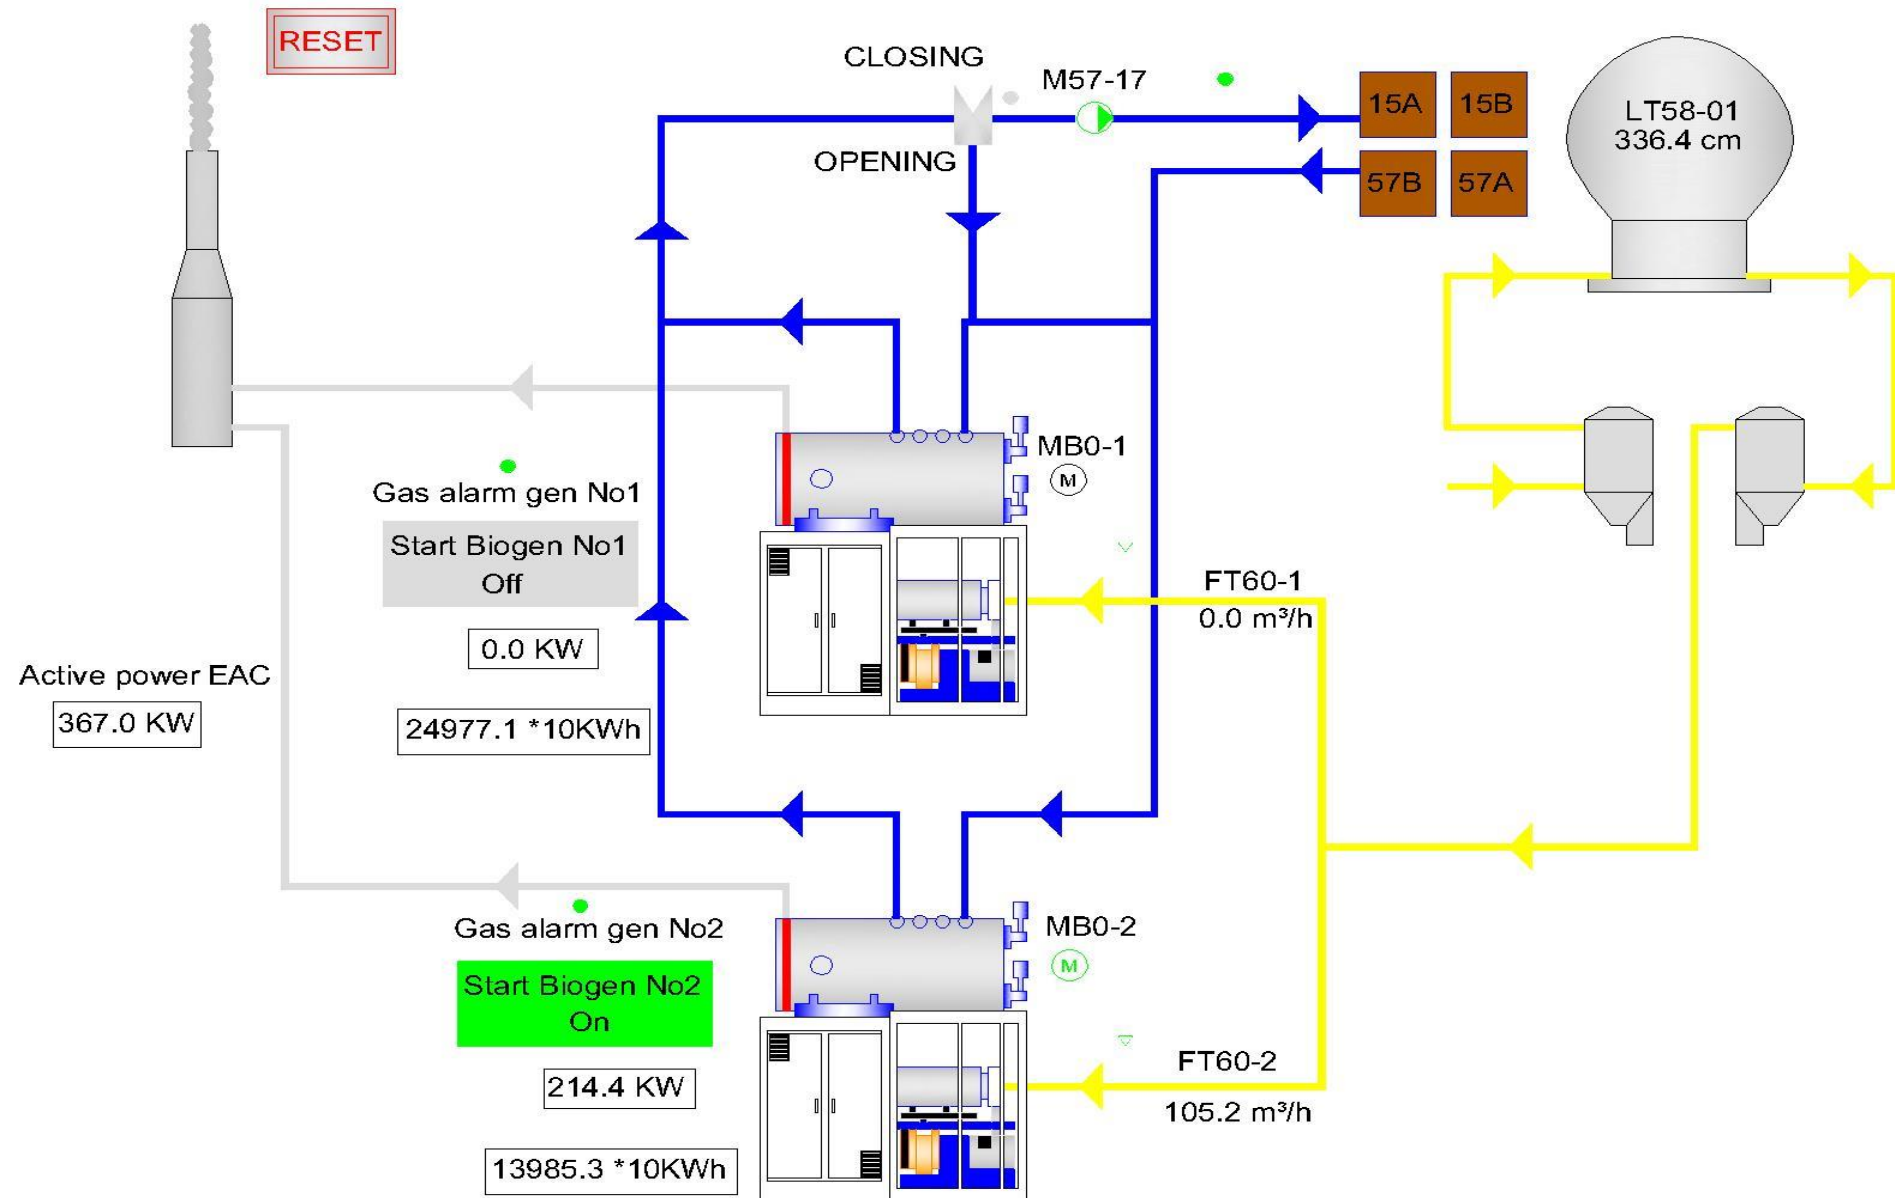 RESET
CLOSING
M57-17
OPENING
15A
15B
57B
57A
LT58-01
336.4 cm
MB0-1
M
Gas alarm gen No1
Start Biogen No1
Off
0.0 KW
24977.1 *10KWh
FT60-1
0.0 m³/h
Active power EAC
367.0 KW
Gas alarm gen No2
Start Biogen No2
On
214.4 KW
13985.3 *10KWh
MB0-2
M
FT60-2
105.2 m³/h